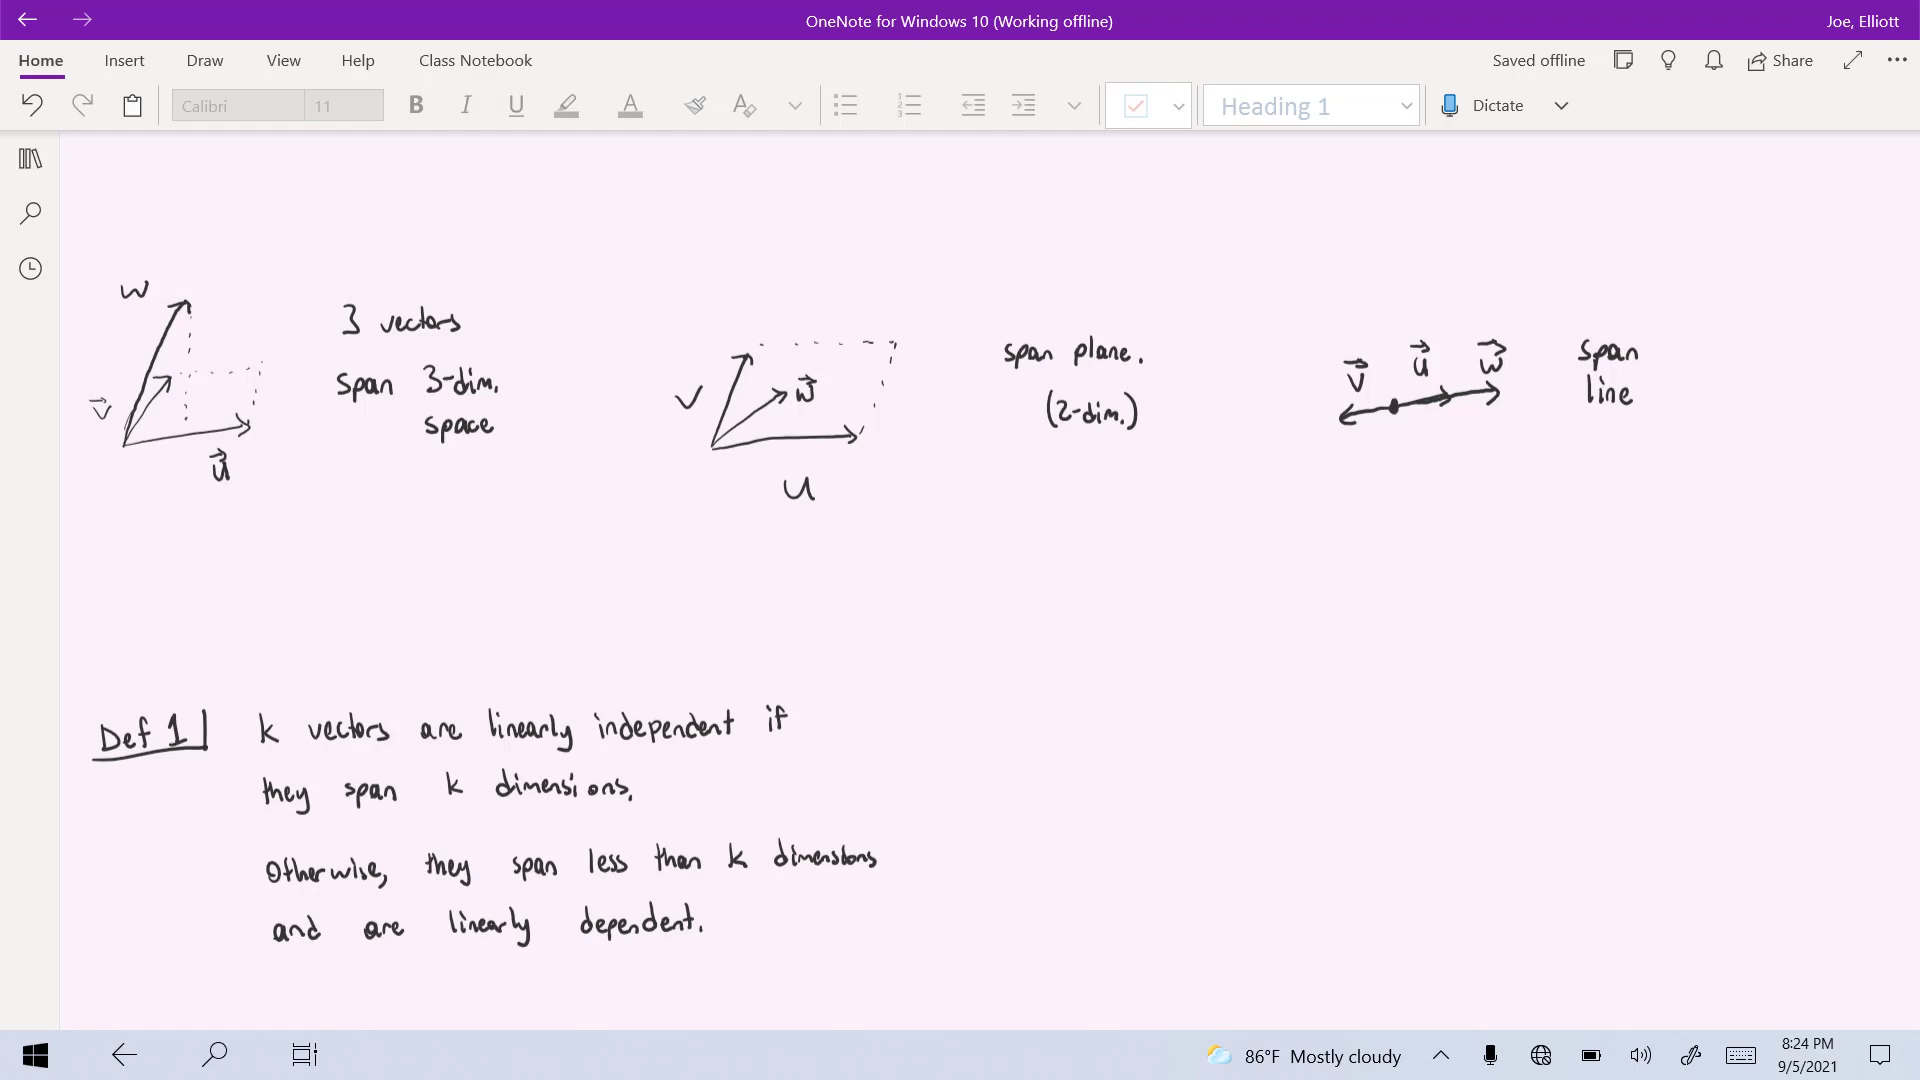 OneNote for Windows 10 (Working offline)
Joe, Elliott
Home Insert Draw View Help Class Notebook
Saved offline
Share
Calibri 11
B I U A A
Heading 1
Dictate
w
v
u
3 vectors
span 3-dim.
space
v
w
u
span plane.
(2-dim.)
v u w
span
line
Def 1
k vectors are linearly independent if
they span k dimensions.
Otherwise, they span less than k dimensions
and are linearly dependent.
86°F Mostly cloudy
8:24 PM
9/5/2021